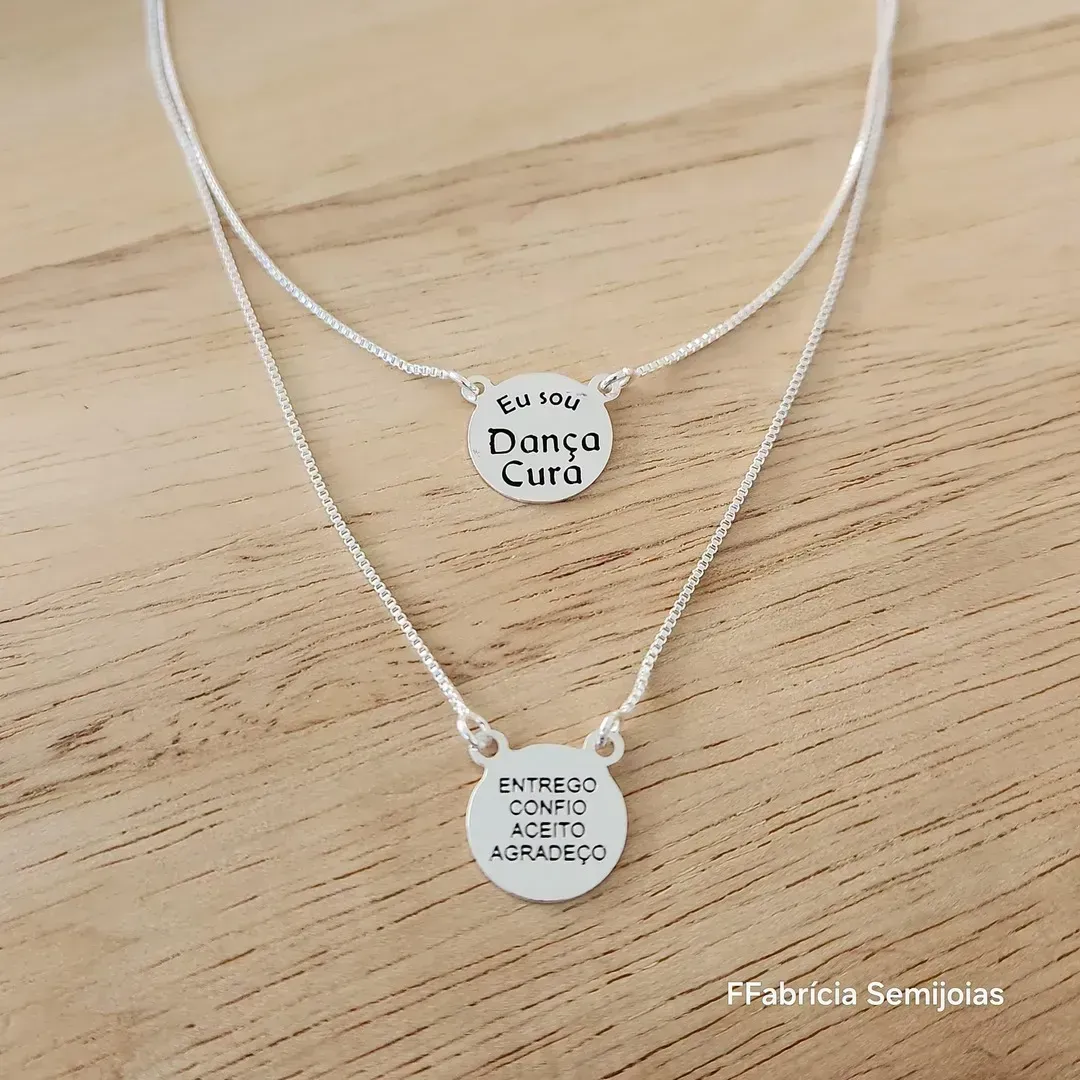 Eu sou
Dança
Cura
ENTREGO
CONFIO
ACEITO
AGRADEÇO
FFabrícia Semijoias